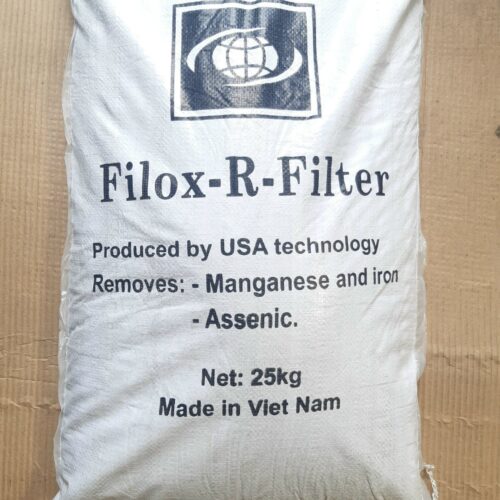 Filox-R-Filter
Produced by USA technology
Removes: - Manganese and iron
- Assenic.
Net: 25kg
Made in Viet Nam